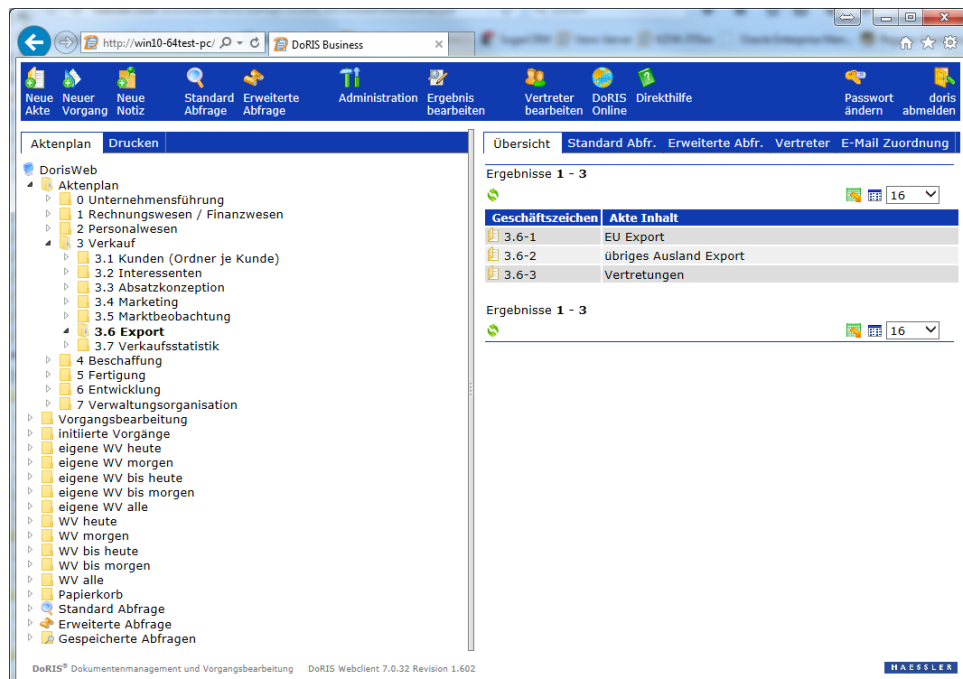 http://win10-64test-pc/
DoRIS Business
Neue Akte
Neuer Vorgang
Neue Notiz
Standard Abfrage
Erweiterte Abfrage
Administration
Ergebnis bearbeiten
Vertreter bearbeiten
DoRIS Online
Direkthilfe
Passwort ändern
doris abmelden
Aktenplan Drucken
DorisWeb
Aktenplan
0 Unternehmensführung
1 Rechnungswesen / Finanzwesen
2 Personalwesen
3 Verkauf
3.1 Kunden (Ordner je Kunde)
3.2 Interessenten
3.3 Absatzkonzeption
3.4 Marketing
3.5 Marktbeobachtung
3.6 Export
3.7 Verkaufsstatistik
4 Beschaffung
5 Fertigung
6 Entwicklung
7 Verwaltungsorganisation
Vorgangsbearbeitung
initiierte Vorgänge
eigene WV heute
eigene WV morgen
eigene WV bis heute
eigene WV bis morgen
eigene WV alle
WV heute
WV morgen
WV bis heute
WV bis morgen
WV alle
Papierkorb
Standard Abfrage
Erweiterte Abfrage
Gespeicherte Abfragen
Übersicht Standard Abfr. Erweiterte Abfr. Vertreter E-Mail Zuordnung
Ergebnisse 1 - 3
16
Geschäftszeichen Akte Inhalt
3.6-1 EU Export
3.6-2 übriges Ausland Export
3.6-3 Vertretungen
Ergebnisse 1 - 3
16
DoRIS® Dokumentenmanagement und Vorgangsbearbeitung DoRIS Webclient 7.0.32 Revision 1.602
HAESSLER